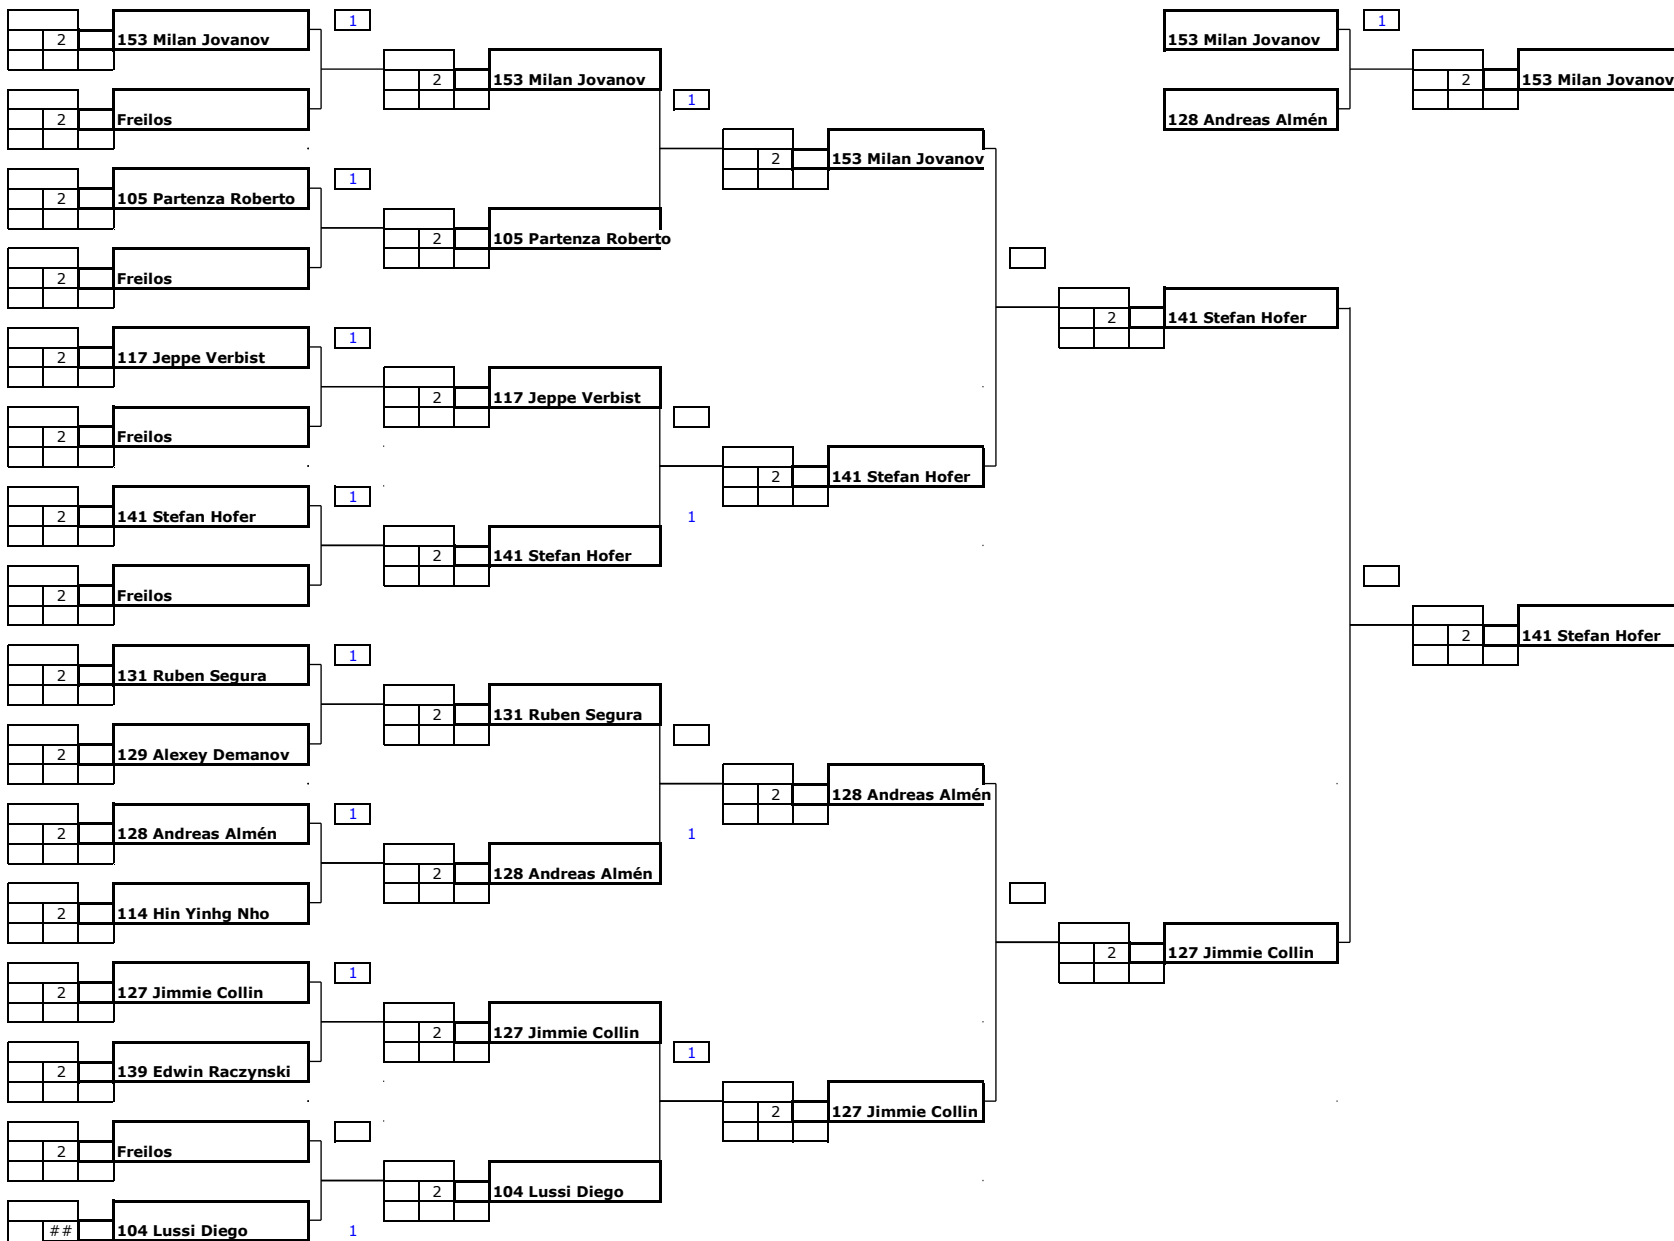 1
1
2 153 Milan Jovanov
153 Milan Jovanov
2 153 Milan Jovanov
2 153 Milan Jovanov
1
2 Freilos
128 Andreas Almén
2 153 Milan Jovanov
1
2 105 Partenza Roberto
2 105 Partenza Roberto
2 Freilos
2 141 Stefan Hofer
1
2 117 Jeppe Verbist
2 117 Jeppe Verbist
2 Freilos
2 141 Stefan Hofer
1
2 141 Stefan Hofer
1
2 141 Stefan Hofer
2 Freilos
2 141 Stefan Hofer
1
2 131 Ruben Segura
2 131 Ruben Segura
2 129 Alexey Demanov
2 128 Andreas Almén
1
2 128 Andreas Almén
1
2 128 Andreas Almén
2 114 Hin Yinhg Nho
2 127 Jimmie Collin
1
2 127 Jimmie Collin
2 127 Jimmie Collin
1
2 139 Edwin Raczynski
2 127 Jimmie Collin
2 Freilos
2 104 Lussi Diego
## 104 Lussi Diego
1